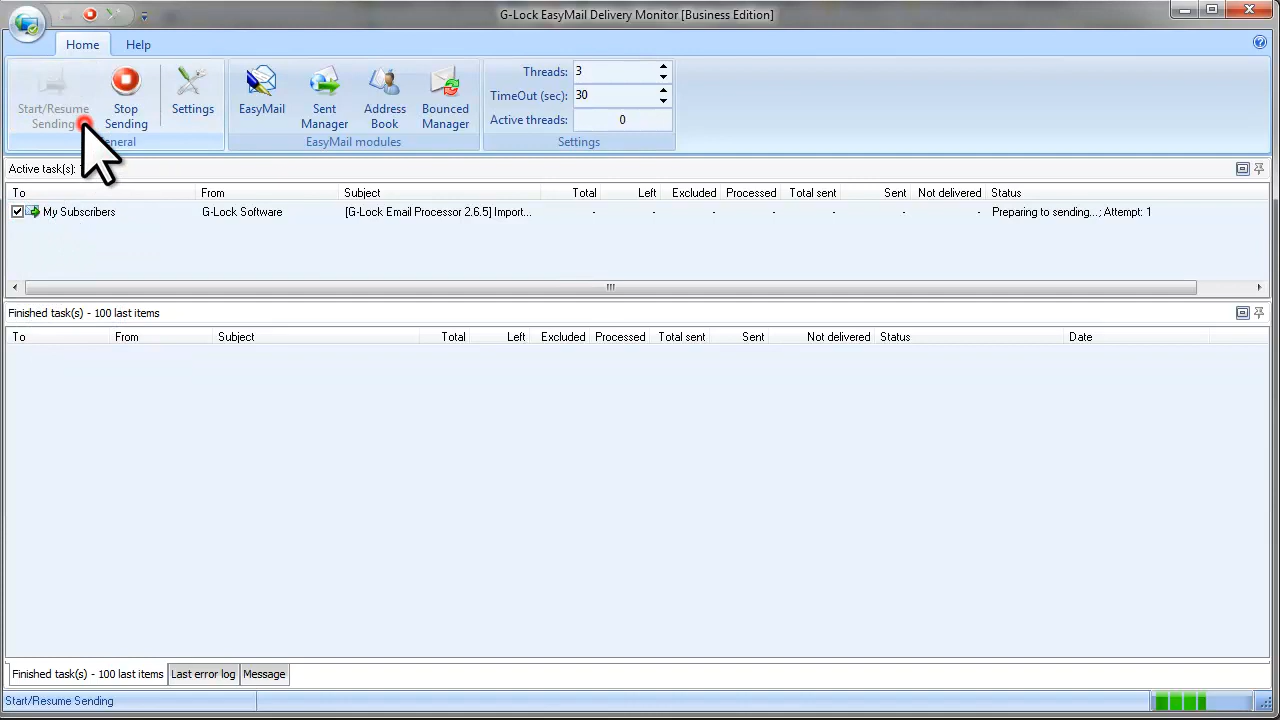 G-Lock EasyMail Delivery Monitor [Business Edition]
Home Help
Start/Resume Sending
Stop Sending
Settings
EasyMail
Sent Manager
Address Book
Bounced Manager
Threads: 3
TimeOut (sec): 30
Active threads: 0
EasyMail modules
Settings
Active task(s):
To From Subject Total Left Excluded Processed Total sent Sent Not delivered Status
My Subscribers G-Lock Software [G-Lock Email Processor 2.6.5] Import... - - - - - - - Preparing to sending...; Attempt: 1
Finished task(s) - 100 last items
To From Subject Total Left Excluded Processed Total sent Sent Not delivered Status Date
Finished task(s) - 100 last items Last error log Message
Start/Resume Sending